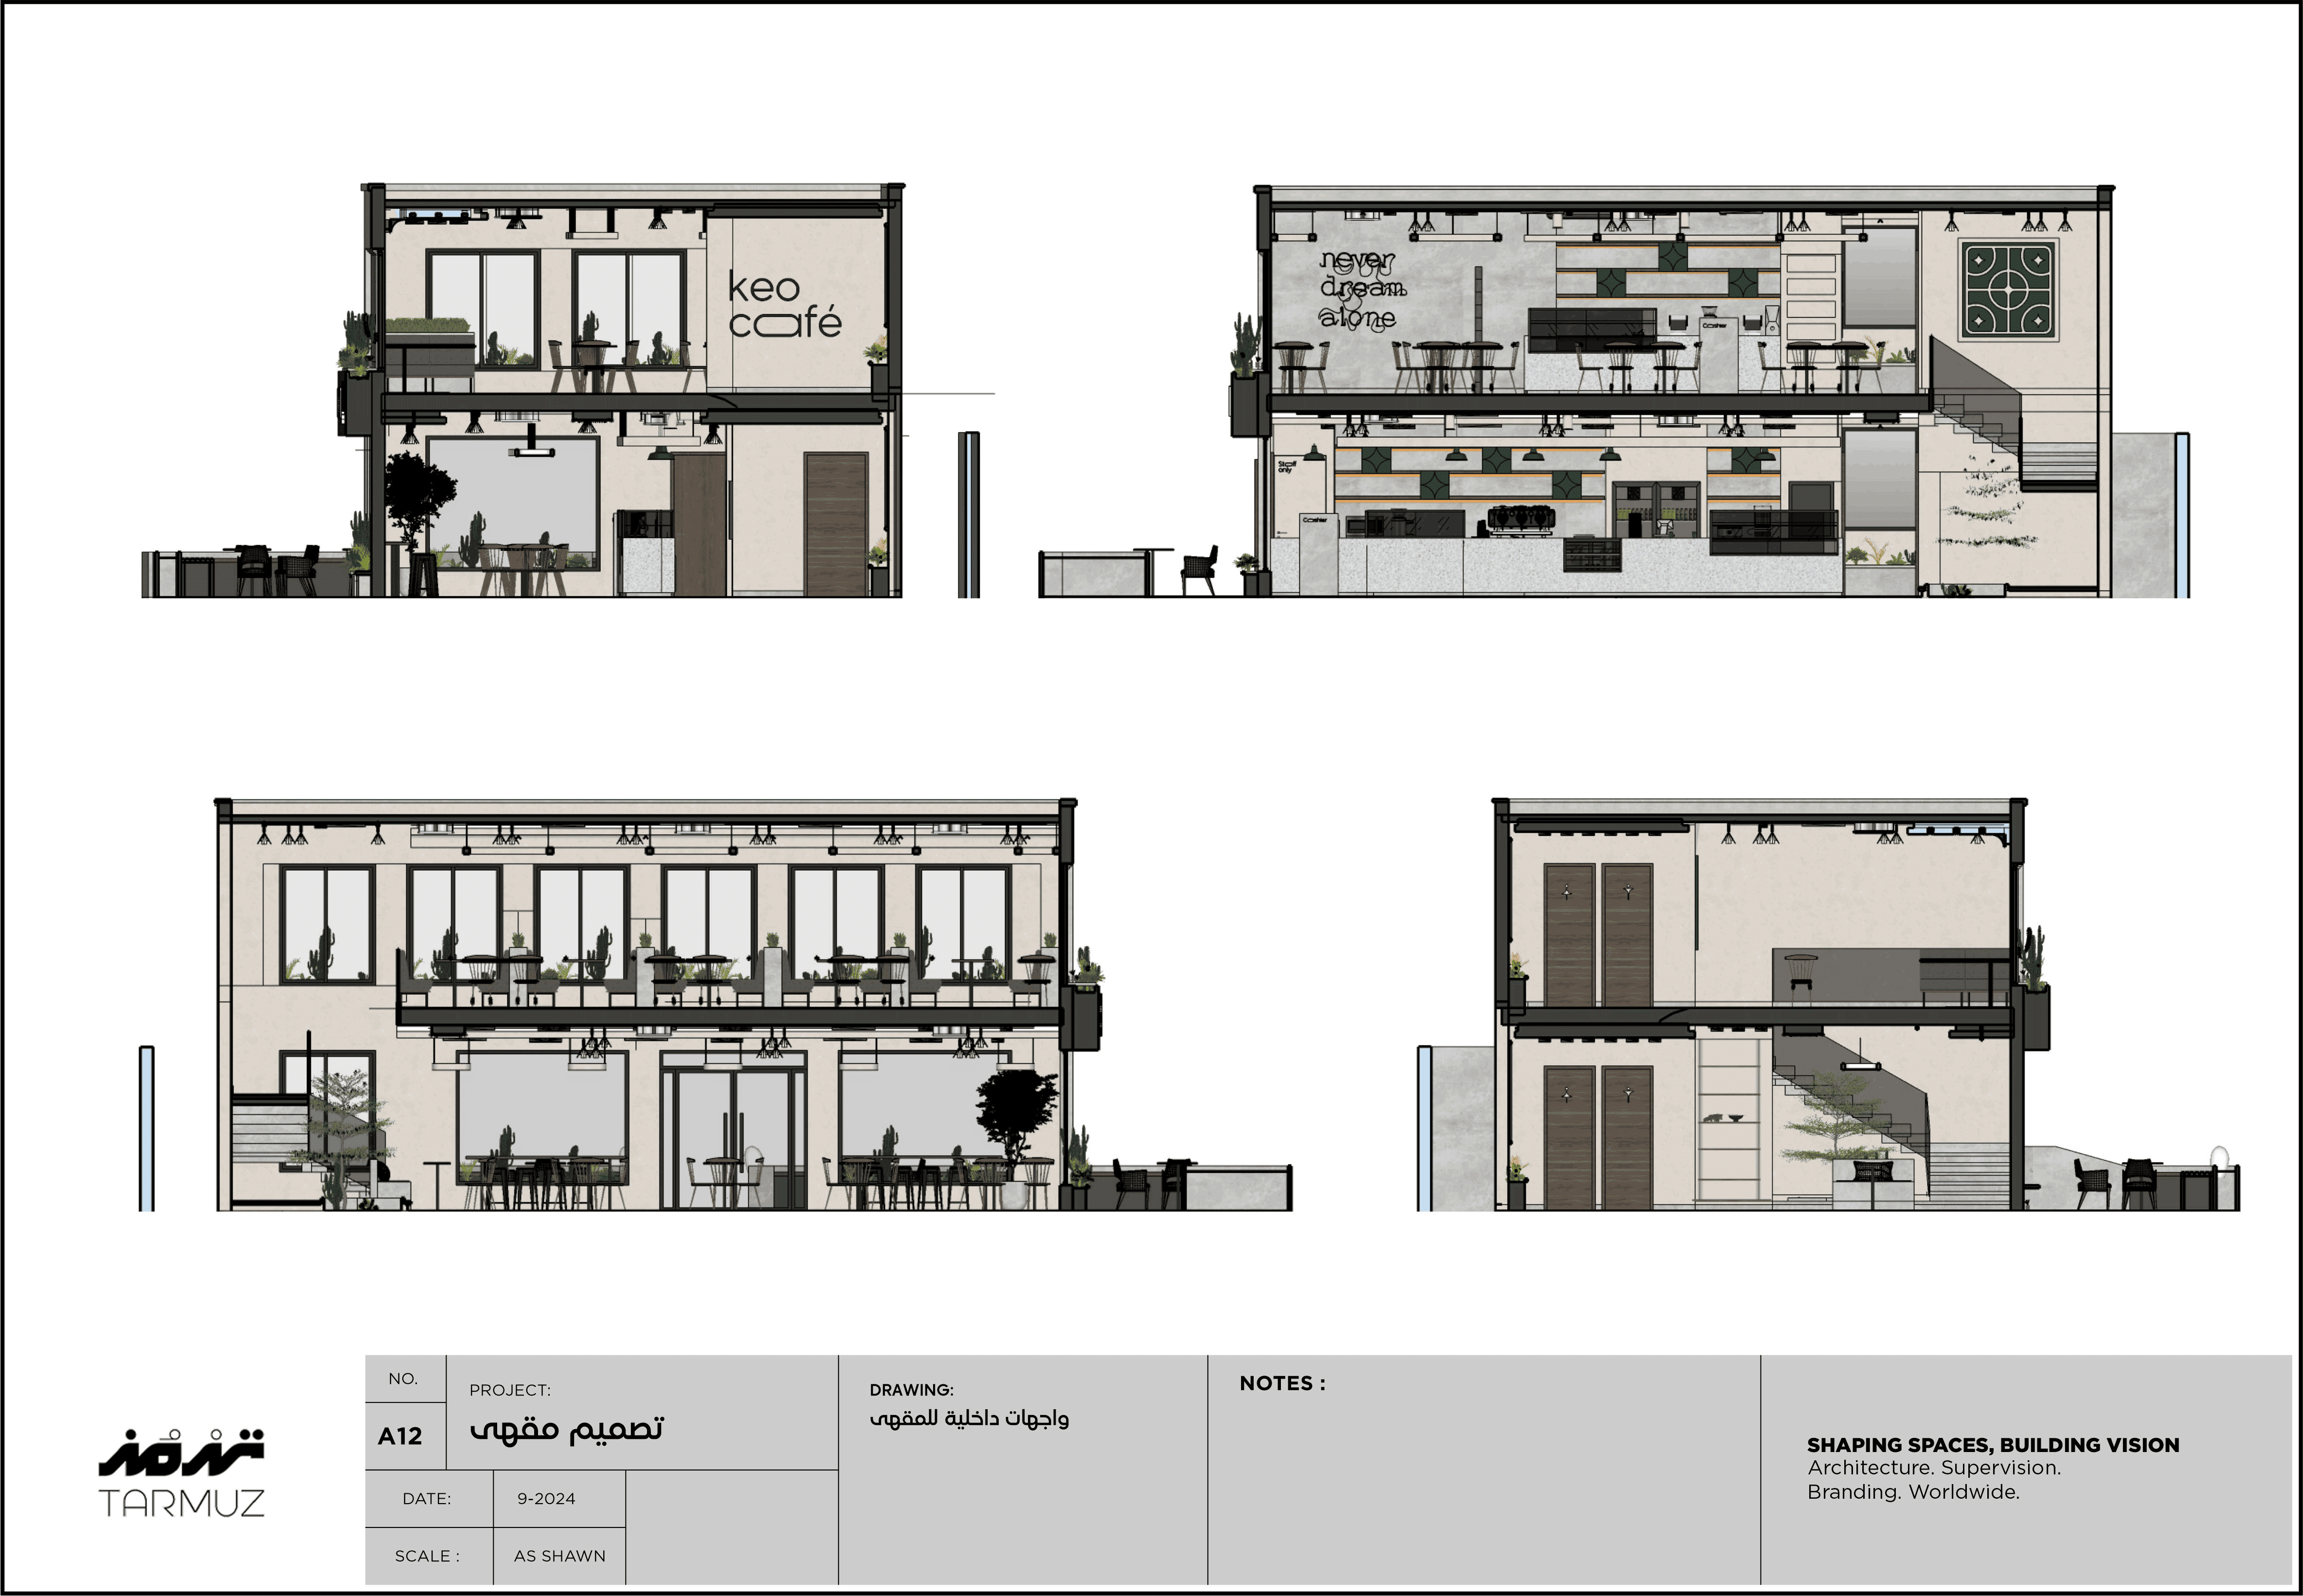 keo
café
never
dream
alone
Cashier
Staff
only
Cashier
NO.
A12
PROJECT:
تصميم مقهى
DATE:
9-2024
SCALE :
AS SHAWN
DRAWING:
واجهات داخلية للمقهى
NOTES :
SHAPING SPACES, BUILDING VISION
Architecture. Supervision.
Branding. Worldwide.
ترمز
TARMUZ